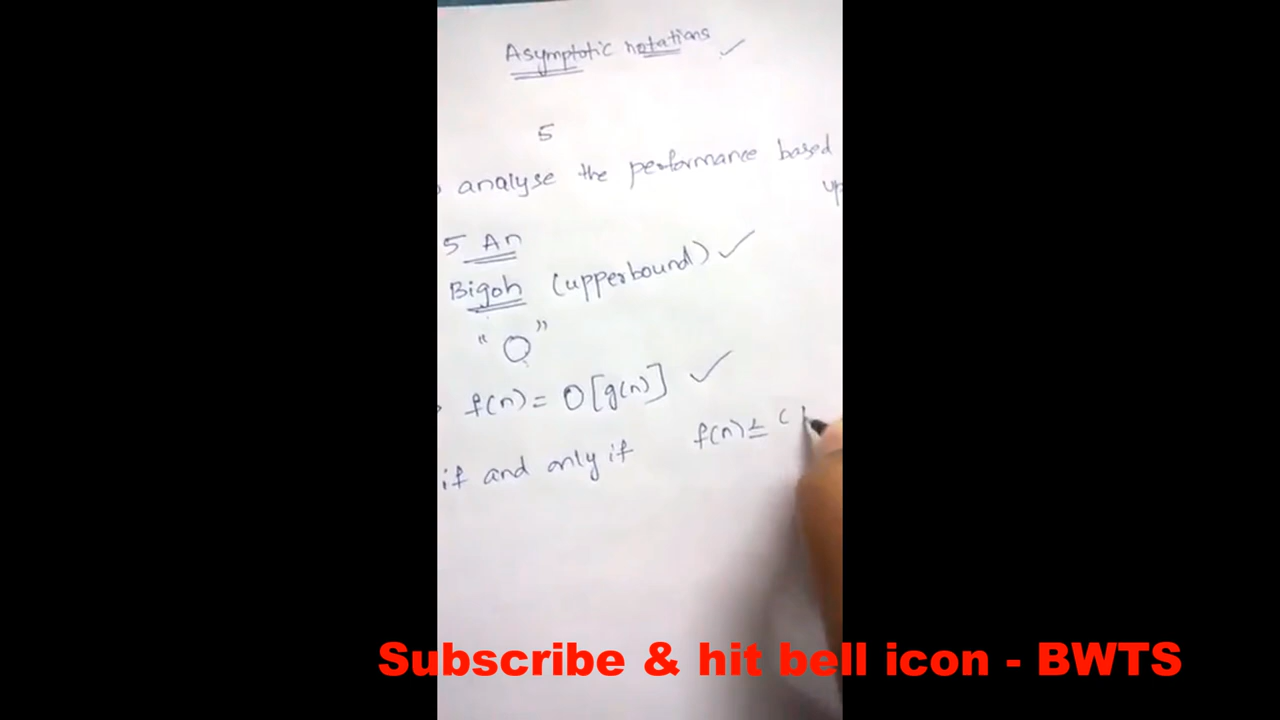 Asymptotic notations
5
analyse the performance based
up
5 An
Bigoh (upperbound)
" O "
f(n) = O[g(n)]
if and only if f(n) ≤ c
Subscribe & hit bell icon - BWTS